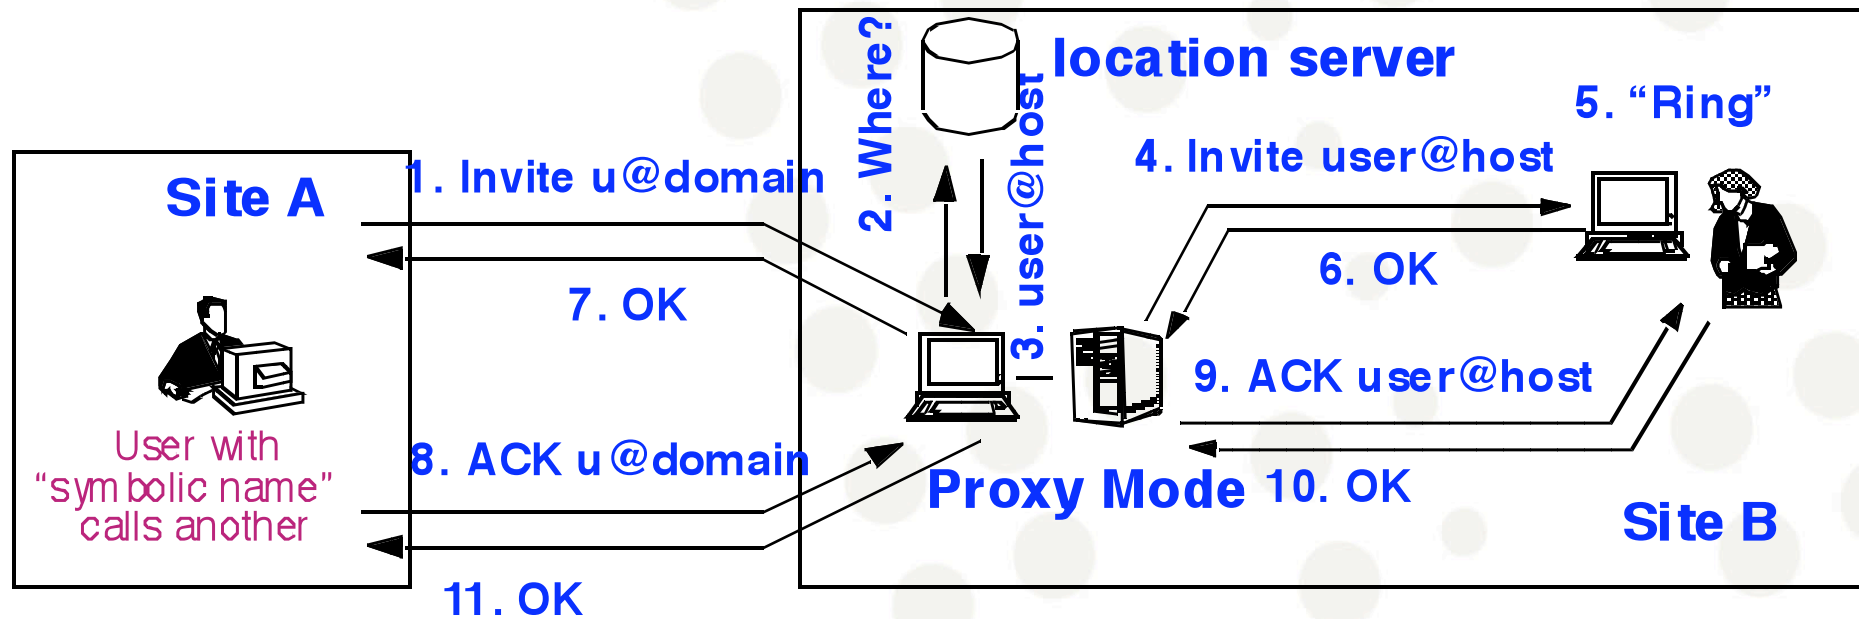 location server
2. Where?
3. user@host
5. “Ring”
4. Invite user@host
Site A
1. Invite u@domain
6. OK
7. OK
9. ACK user@host
User with
“symbolic name”
calls another
8. ACK u@domain
Proxy Mode
10. OK
Site B
11. OK